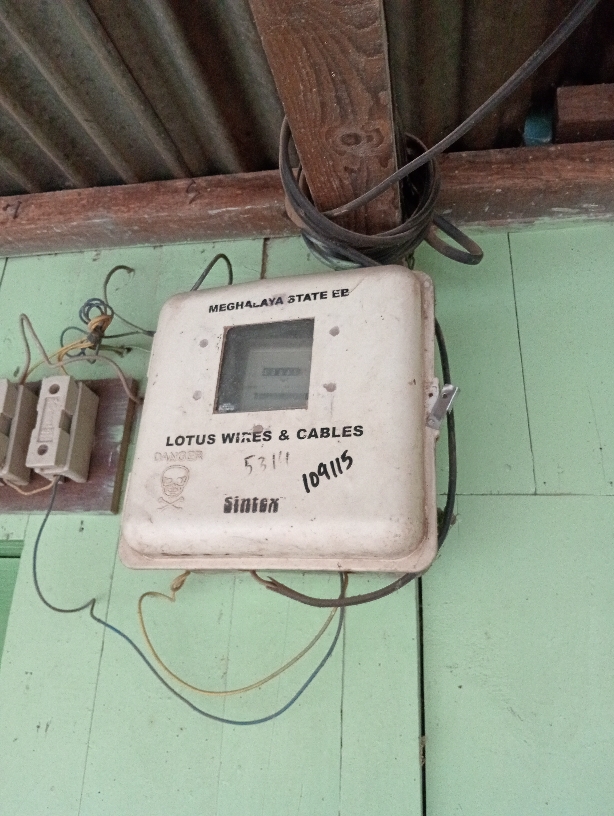 MEGHALAYA STATE EB
LOTUS WIRES & CABLES
DANGER
5314
109115
Sintex